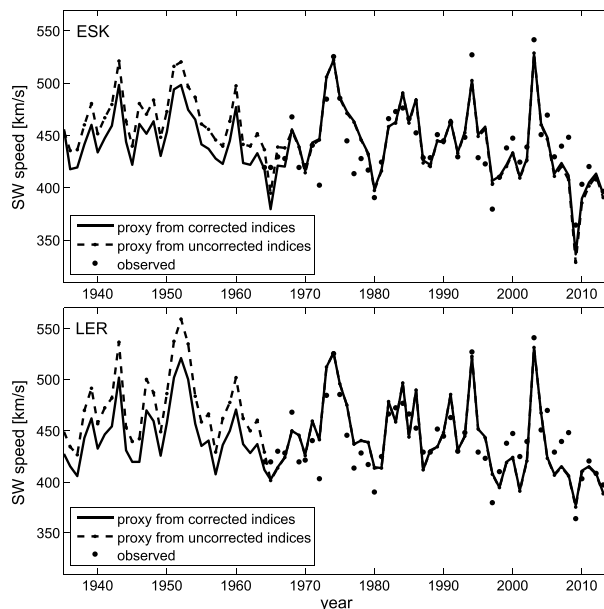 ESK
SW speed [km/s]
550
500
450
400
350
proxy from corrected indices
proxy from uncorrected indices
observed
1940 1950 1960 1970 1980 1990 2000 2010
LER
SW speed [km/s]
550
500
450
400
350
proxy from corrected indices
proxy from uncorrected indices
observed
1940 1950 1960 1970 1980 1990 2000 2010
year